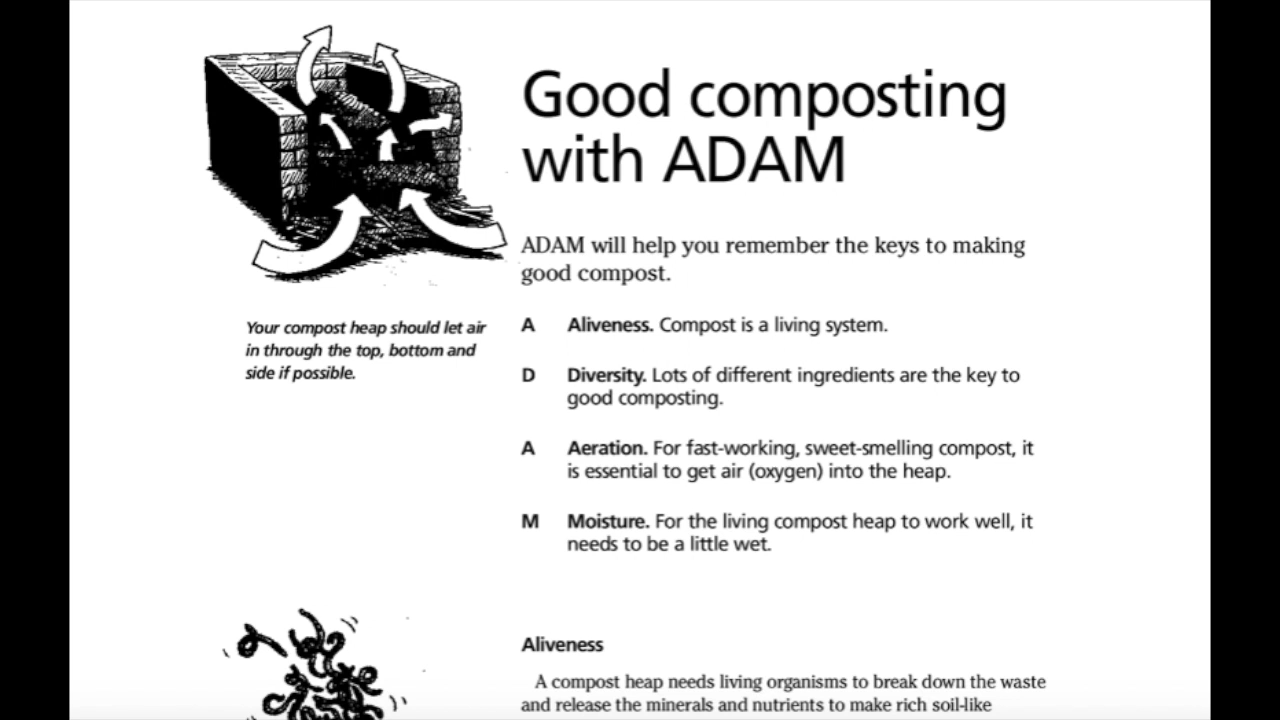 Good composting
with ADAM
ADAM will help you remember the keys to making
good compost.
Your compost heap should let air
in through the top, bottom and
side if possible.
A Aliveness. Compost is a living system.
D Diversity. Lots of different ingredients are the key to
good composting.
A Aeration. For fast-working, sweet-smelling compost, it
is essential to get air (oxygen) into the heap.
M Moisture. For the living compost heap to work well, it
needs to be a little wet.
Aliveness
A compost heap needs living organisms to break down the waste
and release the minerals and nutrients to make rich soil-like